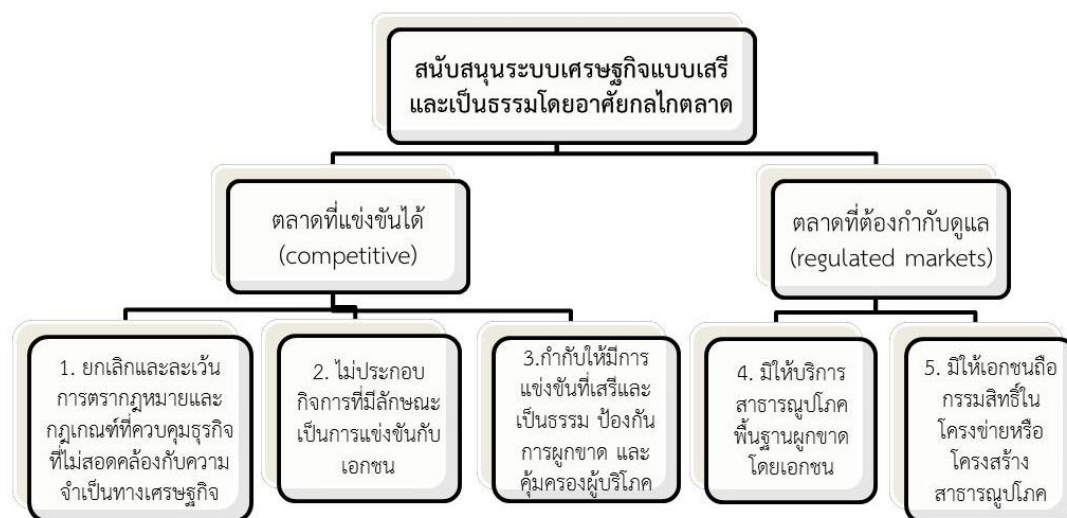 สนับสนุนระบบเศรษฐกิจแบบเสรี
และเป็นธรรมโดยอาศัยกลไกตลาด
ตลาดที่แข่งขันได้
(competitive)
ตลาดที่ต้องกำกับดูแล
(regulated markets)
1. ยกเลิกและละเว้น
การตรากฎหมายและ
กฎเกณฑ์ที่ควบคุมธุรกิจ
ที่ไม่สอดคล้องกับความ
จำเป็นทางเศรษฐกิจ
2. ไม่ประกอบ
กิจการที่มีลักษณะ
เป็นการแข่งขันกับ
เอกชน
3.กำกับให้มีการ
แข่งขันที่เสรีและ
เป็นธรรม ป้องกัน
การผูกขาด และ
คุ้มครองผู้บริโภค
4. มิให้บริการ
สาธารณูปโภค
พื้นฐานผูกขาด
โดยเอกชน
5. มิให้เอกชนถือ
กรรมสิทธิ์ใน
โครงข่ายหรือ
โครงสร้าง
สาธารณูปโภค